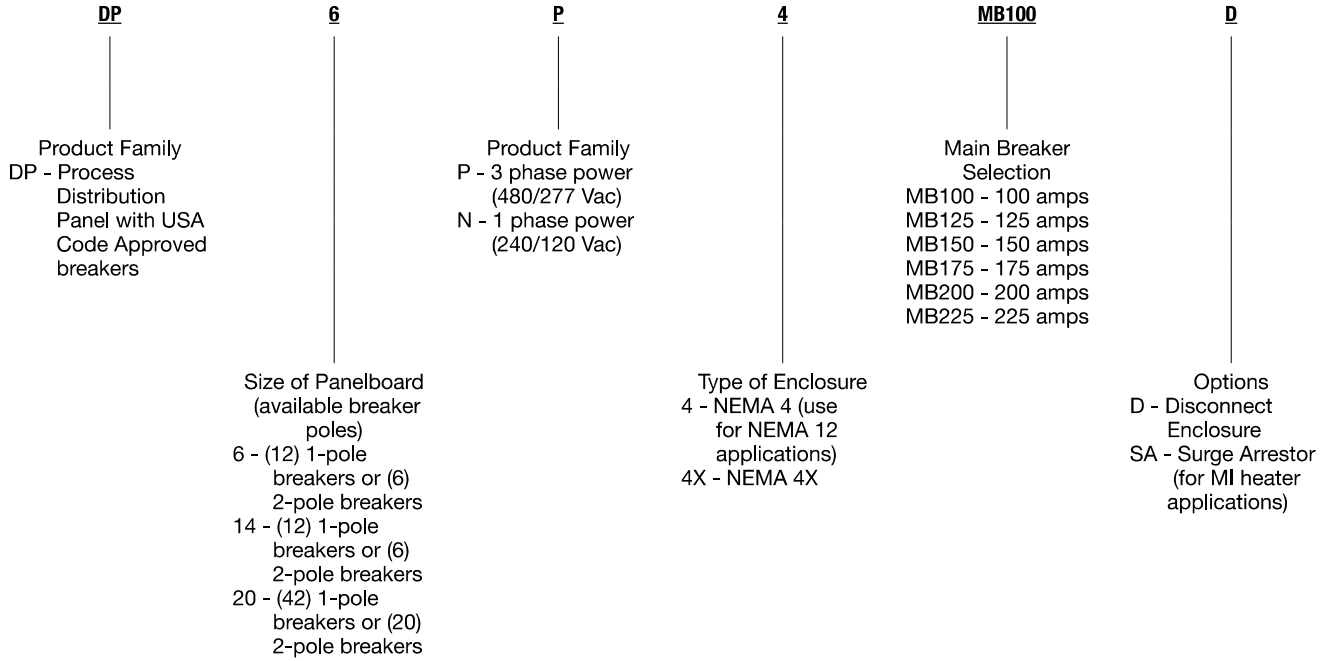 DP 6 P 4 MB100 D
Product Family
DP - Process
Distribution
Panel with USA
Code Approved
breakers
Product Family
P - 3 phase power
(480/277 Vac)
N - 1 phase power
(240/120 Vac)
Main Breaker
Selection
MB100 - 100 amps
MB125 - 125 amps
MB150 - 150 amps
MB175 - 175 amps
MB200 - 200 amps
MB225 - 225 amps
Size of Panelboard
(available breaker
poles)
6 - (12) 1-pole
breakers or (6)
2-pole breakers
14 - (12) 1-pole
breakers or (6)
2-pole breakers
20 - (42) 1-pole
breakers or (20)
2-pole breakers
Type of Enclosure
4 - NEMA 4 (use
for NEMA 12
applications)
4X - NEMA 4X
Options
D - Disconnect
Enclosure
SA - Surge Arrestor
(for MI heater
applications)